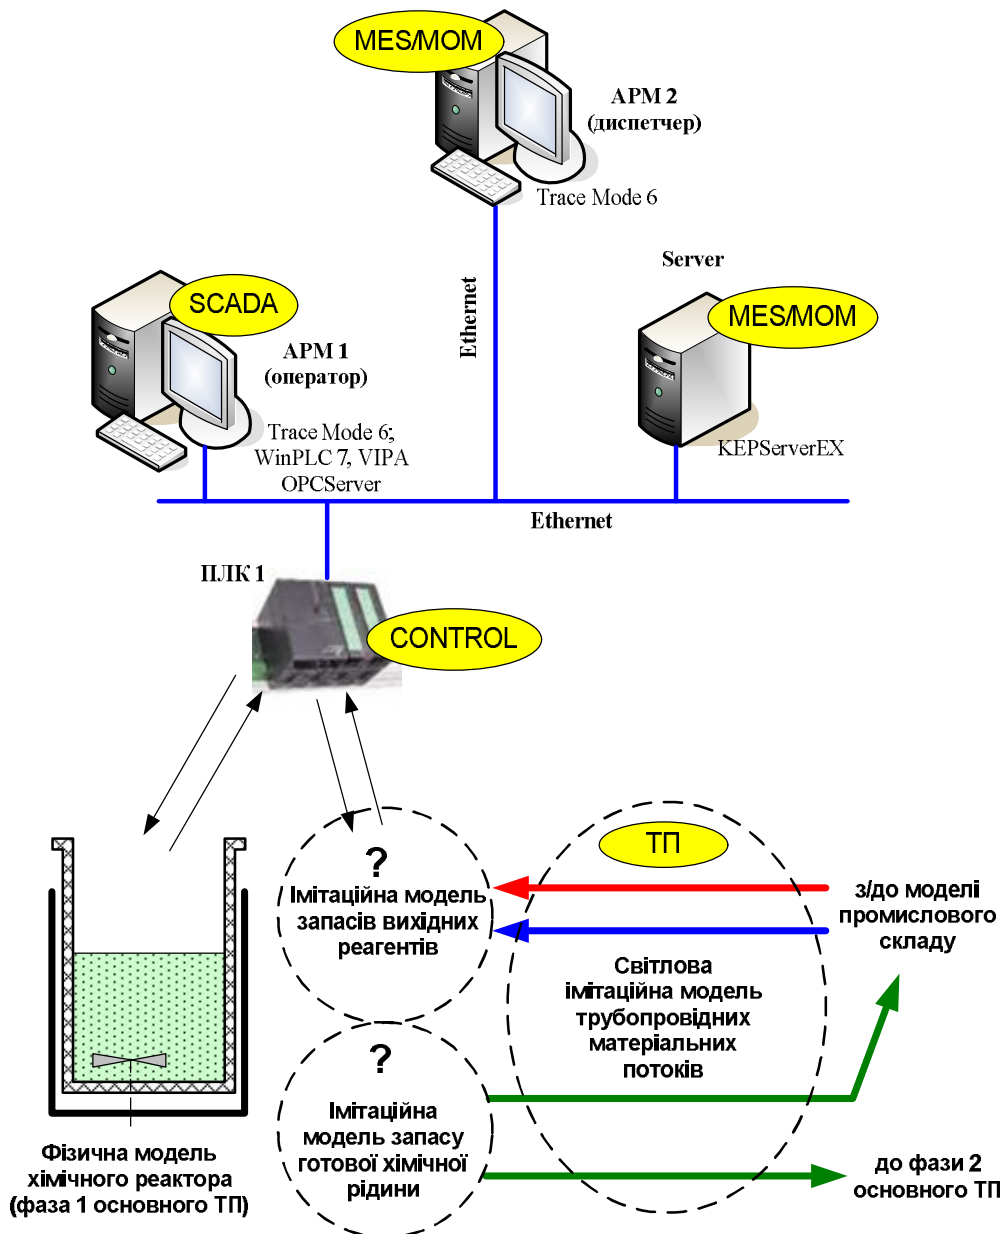 MES/MOM
АРМ 2
(диспетчер)
Trace Mode 6
Ethernet
Server
MES/MOM
KEPServerEX
SCADA
АРМ 1
(оператор)
Trace Mode 6;
WinPLC 7, VIPA
OPCServer
Ethernet
ПЛК 1
CONTROL
?
Імітаційна модель
запасів вихідних
реагентів
ТП
з/до моделі
промислового
складу
Світлова
імітаційна модель
трубопровідних
матеріальних
потоків
?
Імітаційна
модель запасу
готової хімічної
рідини
Фізична модель
хімічного реактора
(фаза 1 основного ТП)
до фази 2
основного ТП